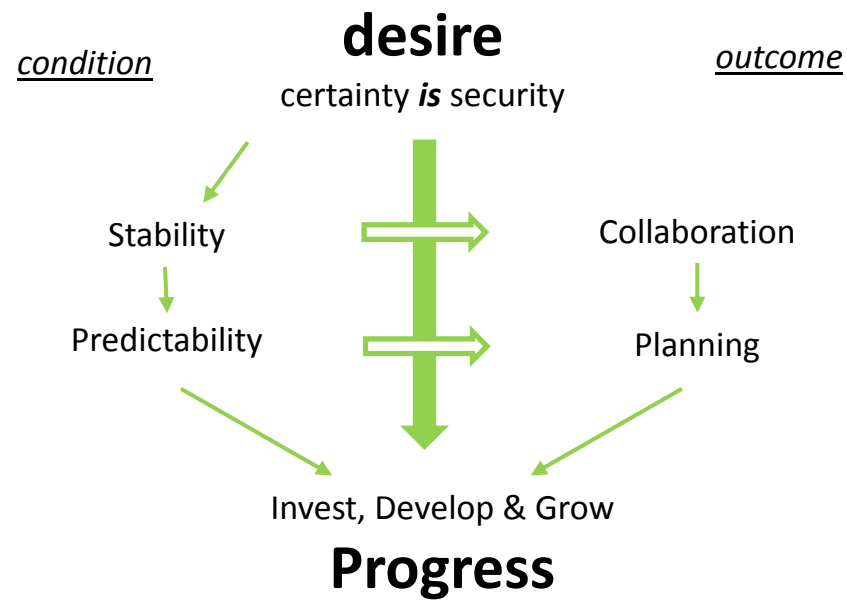 desire
condition
outcome
certainty is security
Stability
Collaboration
Predictability
Planning
Invest, Develop & Grow
Progress